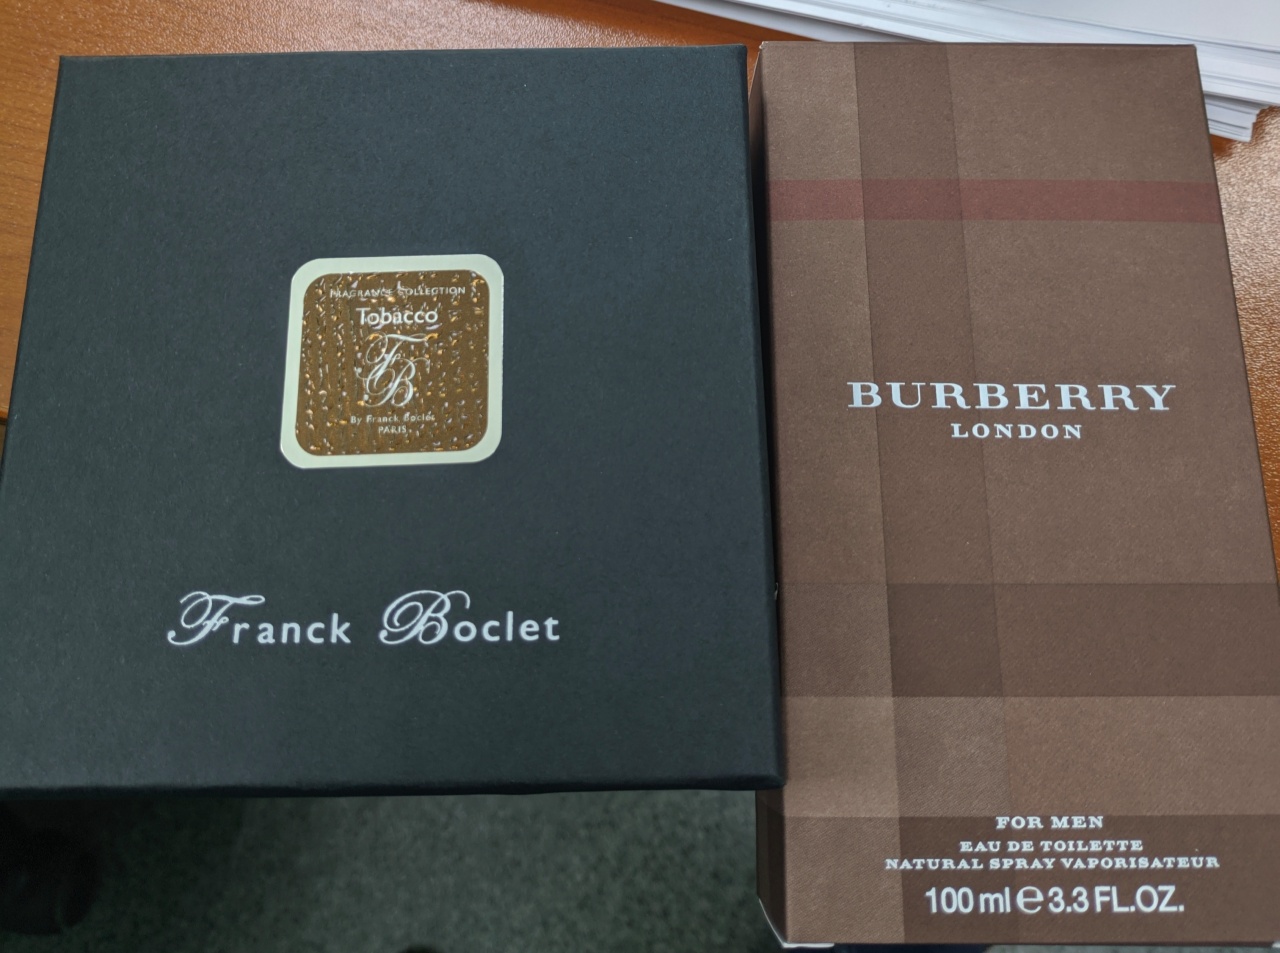 FRAGRANCE COLLECTION
Tobacco
FB
By Franck Boclet
PARIS
Franck Boclet
BURBERRY
LONDON
FOR MEN
EAU DE TOILETTE
NATURAL SPRAY VAPORISATEUR
100 ml ℮ 3.3 FL.OZ.